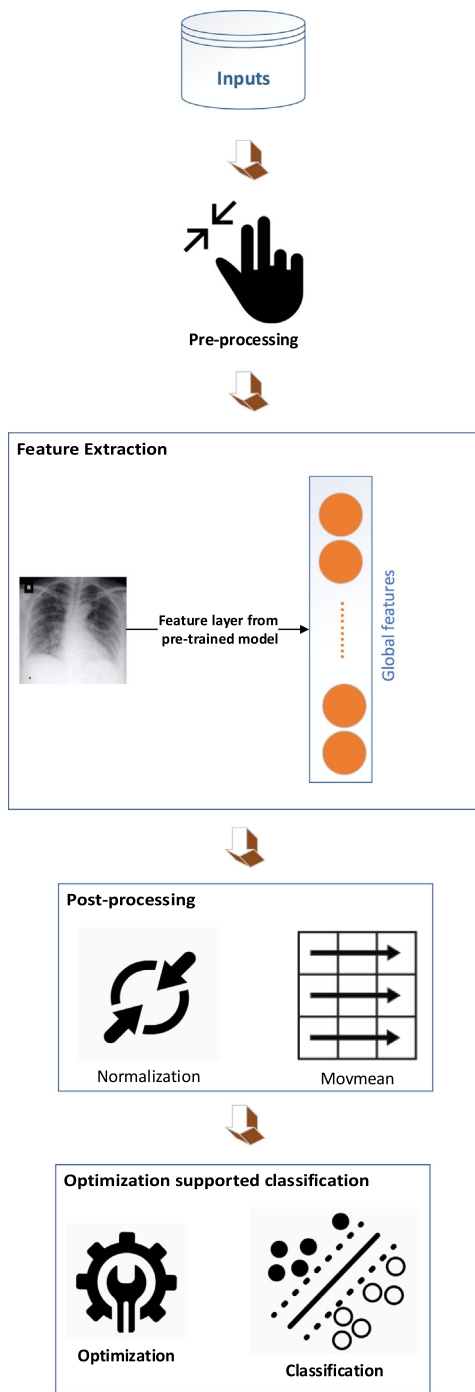 Inputs
Pre-processing
Feature Extraction
Feature layer from
pre-trained model
Global features
Post-processing
Normalization
Movmean
Optimization supported classification
Optimization
Classification